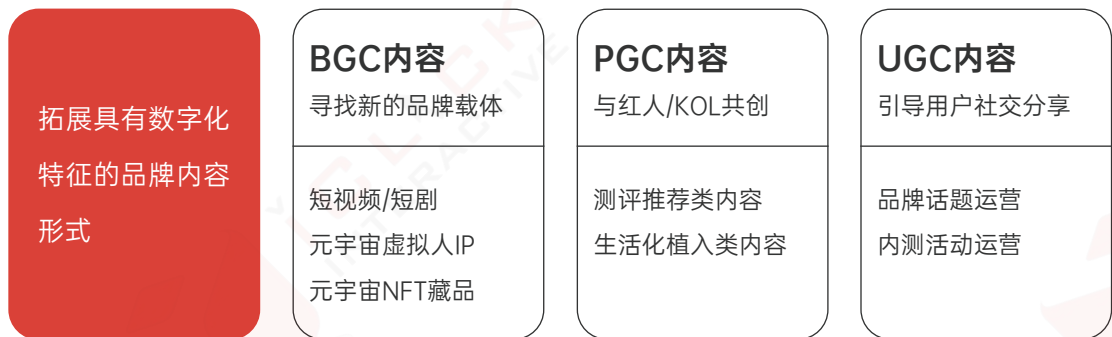 拓展具有数字化
特征的品牌内容
形式
BGC内容
寻找新的品牌载体
短视频/短剧
元宇宙虚拟人IP
元宇宙NFT藏品
PGC内容
与红人/KOL共创
测评推荐类内容
生活化植入类内容
UGC内容
引导用户社交分享
品牌话题运营
内测活动运营